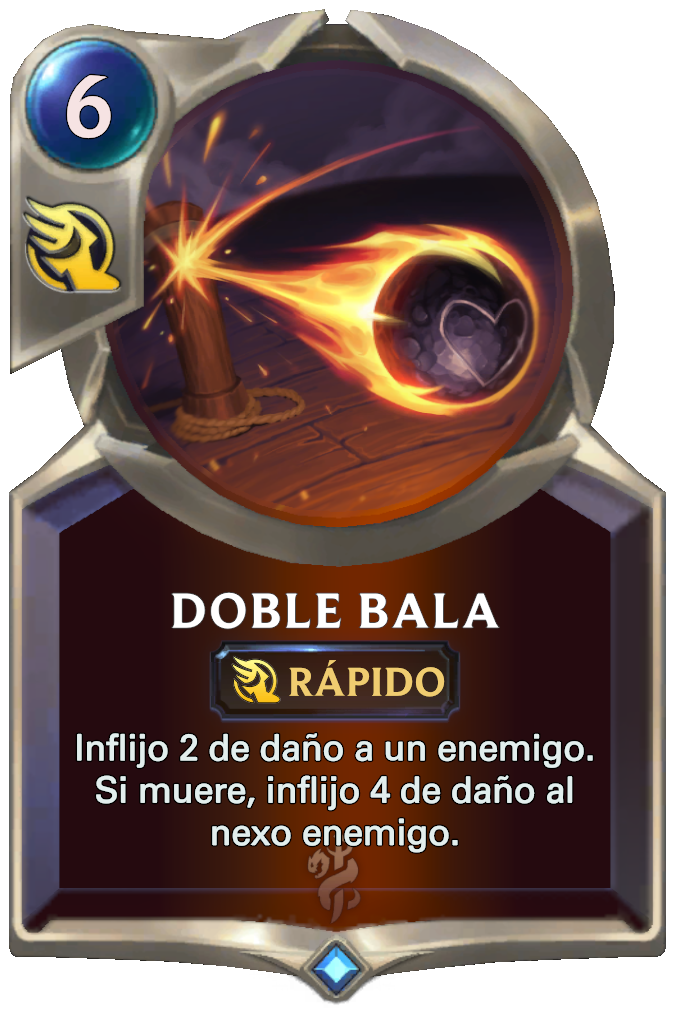 6
DOBLE BALA
RÁPIDO
Inflijo 2 de daño a un enemigo.
Si muere, inflijo 4 de daño al
nexo enemigo.